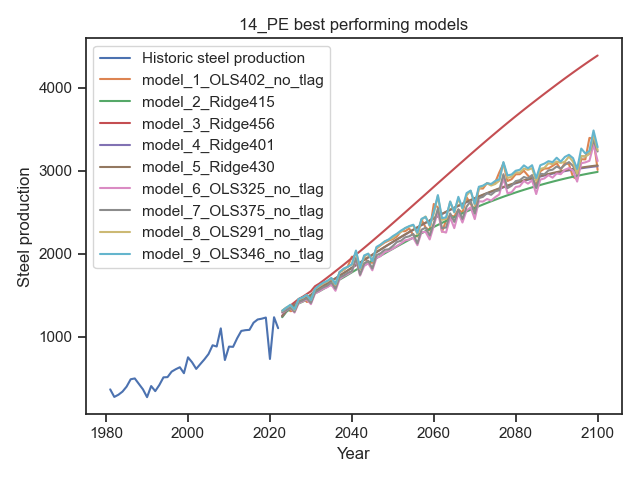 14_PE best performing models
Historic steel production
model_1_OLS402_no_tlag
model_2_Ridge415
model_3_Ridge456
model_4_Ridge401
model_5_Ridge430
model_6_OLS325_no_tlag
model_7_OLS375_no_tlag
model_8_OLS291_no_tlag
model_9_OLS346_no_tlag
Steel production
4000
3000
2000
1000
1980
2000
2020
2040
2060
2080
2100
Year